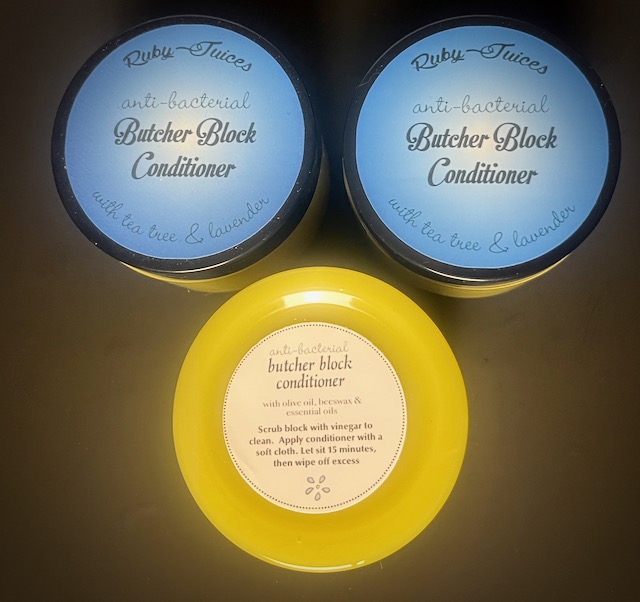 Ruby~Juices
anti-bacterial
Butcher Block
Conditioner
with tea tree & lavender
Ruby~Juices
anti-bacterial
Butcher Block
Conditioner
with tea tree & lavender
anti-bacterial
butcher block
conditioner
with olive oil, beeswax &
essential oils
Scrub block with vinegar to
clean. Apply conditioner with a
soft cloth. Let sit 15 minutes,
then wipe off excess